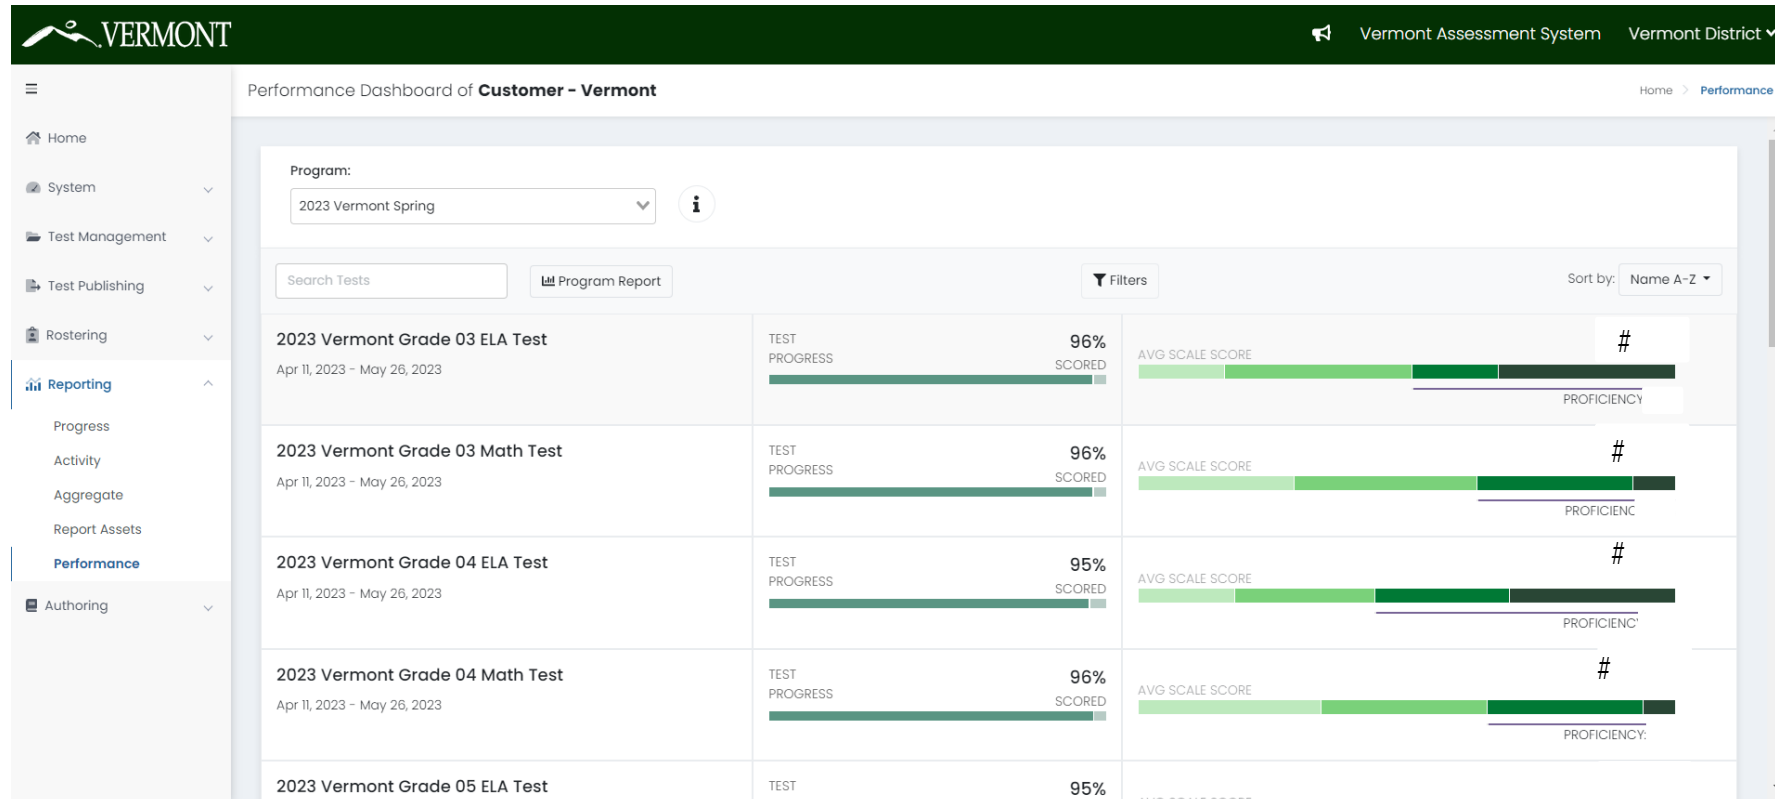 VERMONT
Vermont Assessment System
Vermont District
Performance Dashboard of Customer - Vermont
Home
Performance
Home
System
Test Management
Test Publishing
Rostering
Reporting
Progress
Activity
Aggregate
Report Assets
Performance
Authoring
Program:
2023 Vermont Spring
i
Search Tests
Program Report
Filters
Sort by:
Name A-Z
2023 Vermont Grade 03 ELA Test
Apr 11, 2023 - May 26, 2023
TEST
PROGRESS
96%
SCORED
AVG SCALE SCORE
#
PROFICIENCY
2023 Vermont Grade 03 Math Test
Apr 11, 2023 - May 26, 2023
TEST
PROGRESS
96%
SCORED
AVG SCALE SCORE
#
PROFICIENC
2023 Vermont Grade 04 ELA Test
Apr 11, 2023 - May 26, 2023
TEST
PROGRESS
95%
SCORED
AVG SCALE SCORE
#
PROFICIENC
2023 Vermont Grade 04 Math Test
Apr 11, 2023 - May 26, 2023
TEST
PROGRESS
96%
SCORED
AVG SCALE SCORE
#
PROFICIENCY:
2023 Vermont Grade 05 ELA Test
TEST
95%